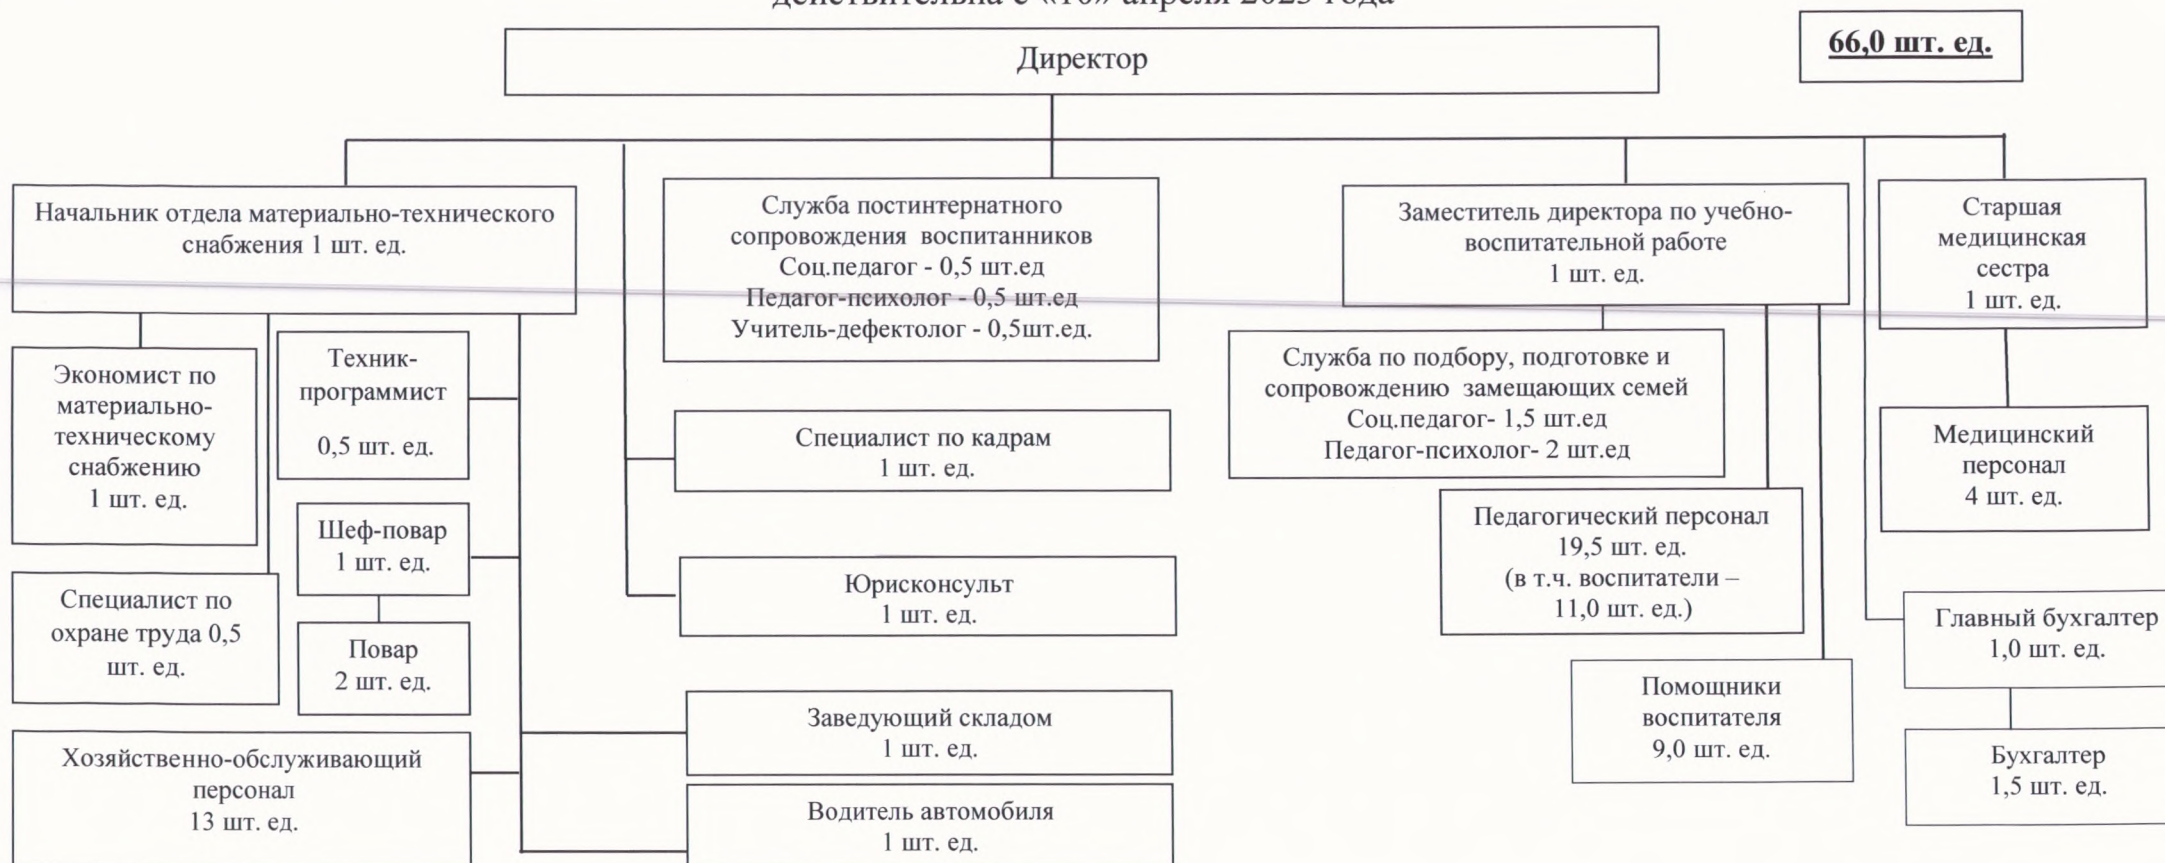 действительна с «10» апреля 2023 года
66,0 шт. ед.
Директор
Начальник отдела материально-технического
снабжения 1 шт. ед.
Служба постинтернатного
сопровождения воспитанников
Соц.педагог - 0,5 шт.ед
Педагог-психолог - 0,5 шт.ед
Учитель-дефектолог - 0,5шт.ед.
Заместитель директора по учебно-
воспитательной работе
1 шт. ед.
Старшая
медицинская
сестра
1 шт. ед.
Экономист по
материально-
техническому
снабжению
1 шт. ед.
Техник-
программист
0,5 шт. ед.
Специалист по кадрам
1 шт. ед.
Служба по подбору, подготовке и
сопровождению замещающих семей
Соц.педагог- 1,5 шт.ед
Педагог-психолог- 2 шт.ед
Медицинский
персонал
4 шт. ед.
Шеф-повар
1 шт. ед.
Педагогический персонал
19,5 шт. ед.
(в т.ч. воспитатели –
11,0 шт. ед.)
Специалист по
охране труда 0,5
шт. ед.
Повар
2 шт. ед.
Юрисконсульт
1 шт. ед.
Главный бухгалтер
1,0 шт. ед.
Помощники
воспитателя
9,0 шт. ед.
Заведующий складом
1 шт. ед.
Бухгалтер
1,5 шт. ед.
Хозяйственно-обслуживающий
персонал
13 шт. ед.
Водитель автомобиля
1 шт. ед.